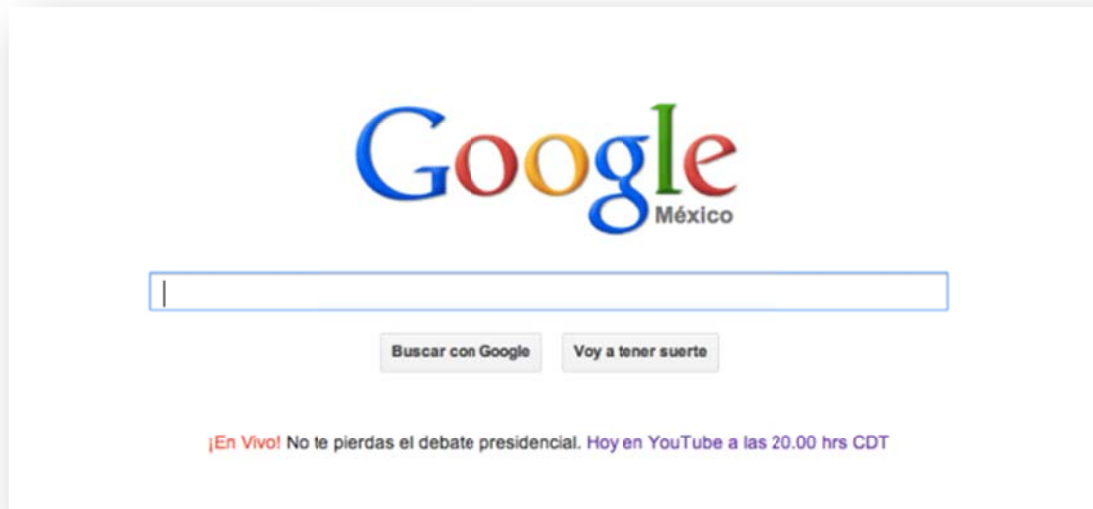 Google
México
Buscar con Google Voy a tener suerte
¡En Vivo! No te pierdas el debate presidencial. Hoy en YouTube a las 20.00 hrs CDT